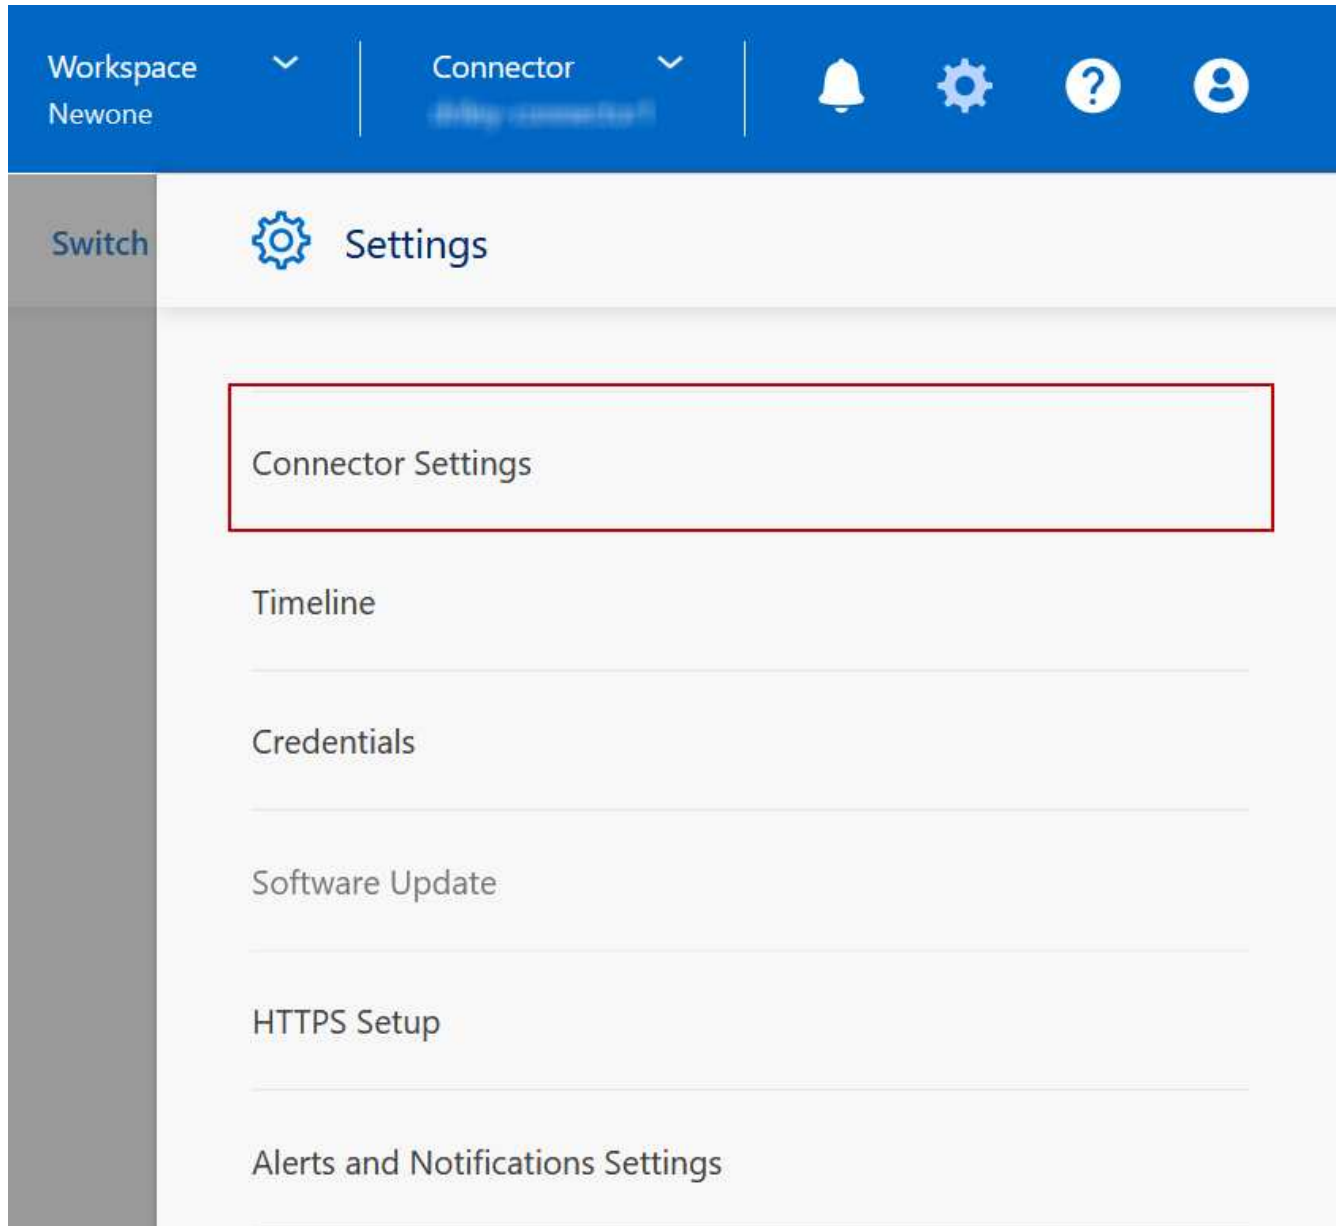 Workspace
Newone
Connector
Switch
Settings
Connector Settings
Timeline
Credentials
Software Update
HTTPS Setup
Alerts and Notifications Settings